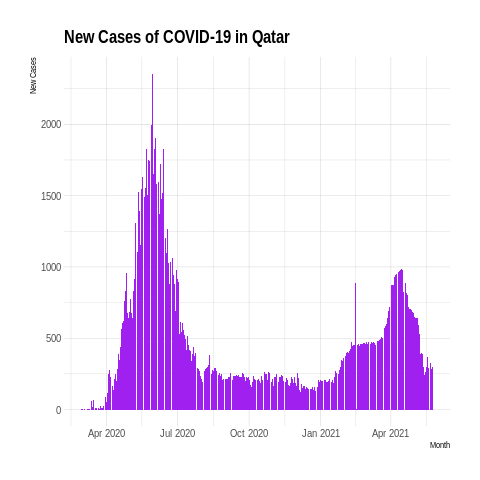 New Cases of COVID-19 in Qatar
New Cases
2000
1500
1000
500
0
Apr 2020 Jul 2020 Oct 2020 Jan 2021 Apr 2021
Month